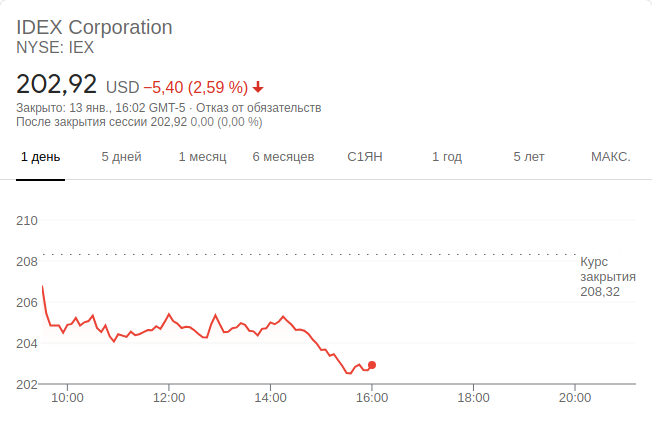 IDEX Corporation
NYSE: IEX
202,92 USD −5,40 (2,59 %)
Закрыто: 13 янв., 16:02 GMT-5 · Отказ от обязательств
После закрытия сессии 202,92 0,00 (0,00 %)
1 день 5 дней 1 месяц 6 месяцев С1ЯН 1 год 5 лет МАКС.
210
208
206
204
202
Курс
закрытия
208,32
10:00 12:00 14:00 16:00 18:00 20:00